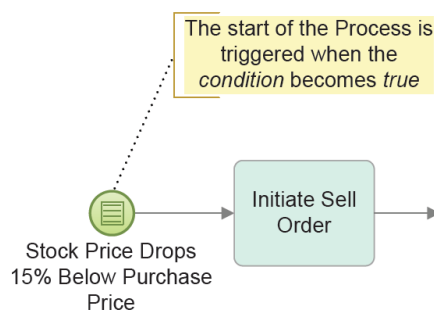 The start of the Process is
triggered when the
condition becomes true
Initiate Sell
Order
Stock Price Drops
15% Below Purchase
Price